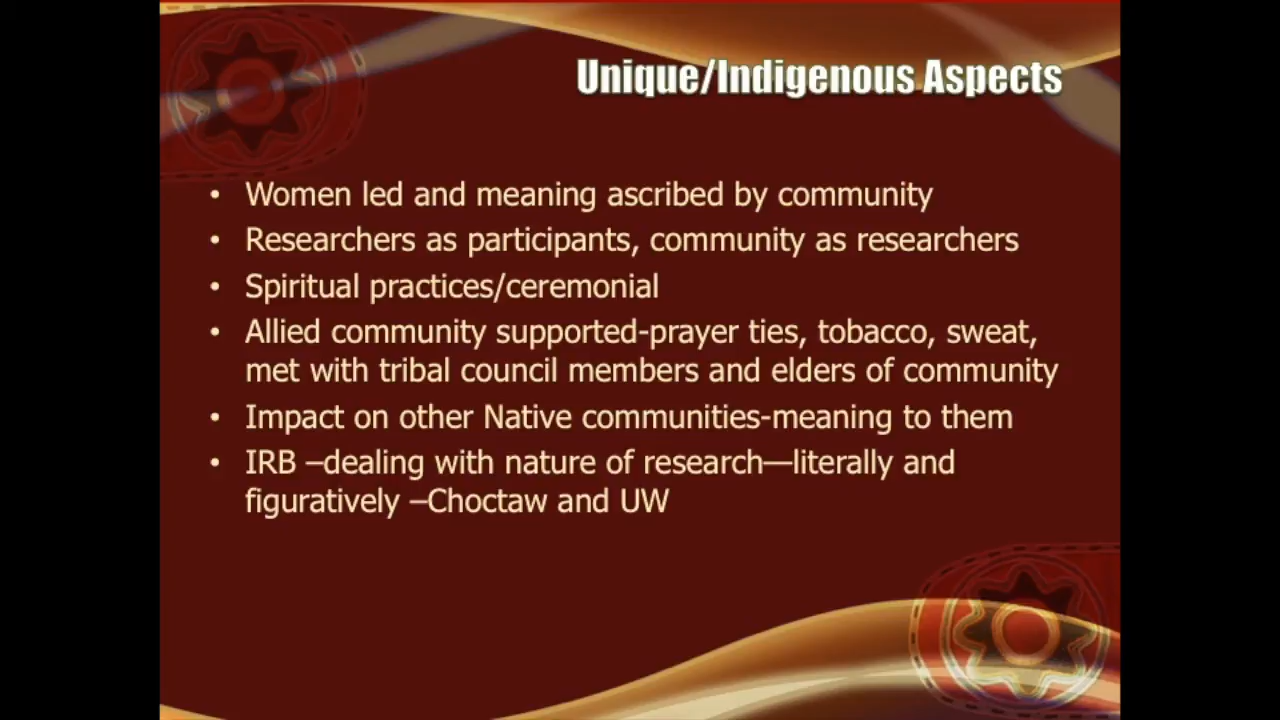 Unique/Indigenous Aspects
• Women led and meaning ascribed by community
• Researchers as participants, community as researchers
• Spiritual practices/ceremonial
• Allied community supported-prayer ties, tobacco, sweat,
met with tribal council members and elders of community
• Impact on other Native communities-meaning to them
• IRB –dealing with nature of research—literally and
figuratively –Choctaw and UW